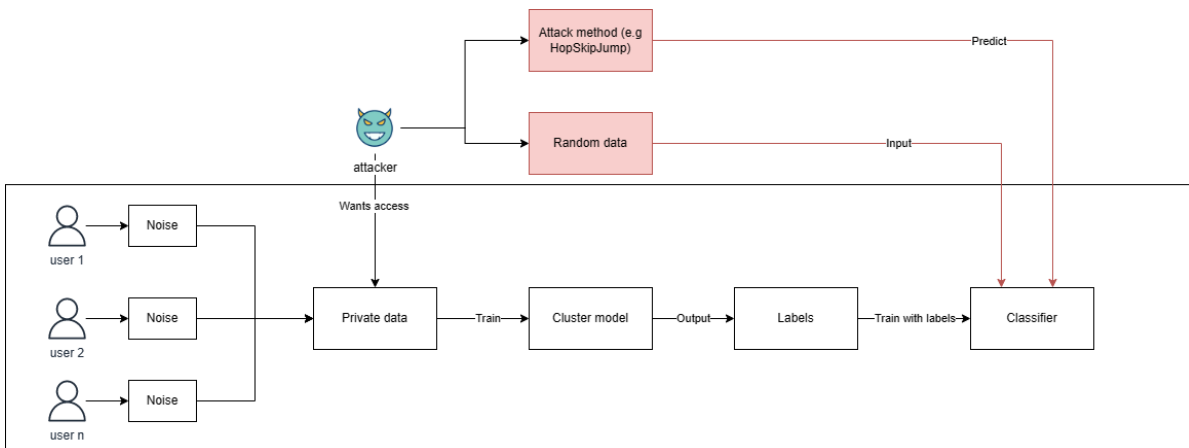 Attack method (e.g
HopSkipJump)
Predict
Random data
Input
attacker
Wants access
Noise
user 1
Noise
user 2
Noise
user n
Private data
Train
Cluster model
Output
Labels
Train with labels
Classifier